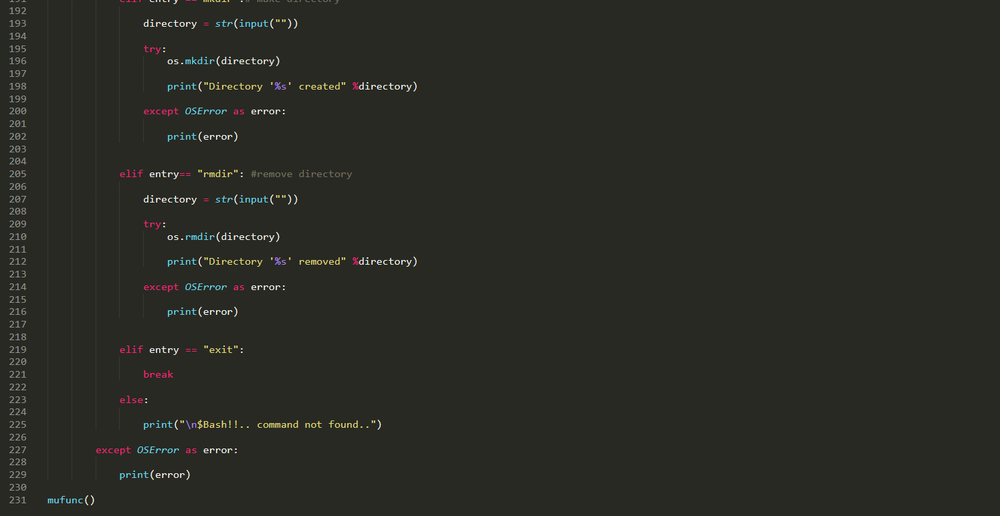 191 elif entry == "mkdir":# make directory
192
193 directory = str(input(""))
194
195 try:
196 os.mkdir(directory)
197
198 print("Directory '%s' created" %directory)
199
200 except OSError as error:
201
202 print(error)
203
204
205 elif entry== "rmdir": #remove directory
206
207 directory = str(input(""))
208
209 try:
210 os.rmdir(directory)
211
212 print("Directory '%s' removed" %directory)
213
214 except OSError as error:
215
216 print(error)
217
218
219 elif entry == "exit":
220
221 break
222
223 else:
224
225 print("\n$Bash!!.. command not found..")
226
227 except OSError as error:
228
229 print(error)
230
231 mufunc()